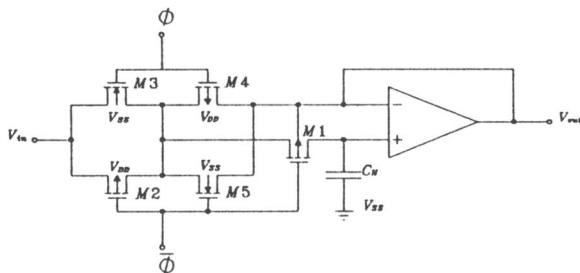 Φ
M3 M4
V_SS V_DD
V_in M1 − + V_out
V_DD V_SS C_H
M2 M5 V_SS
Φ̅